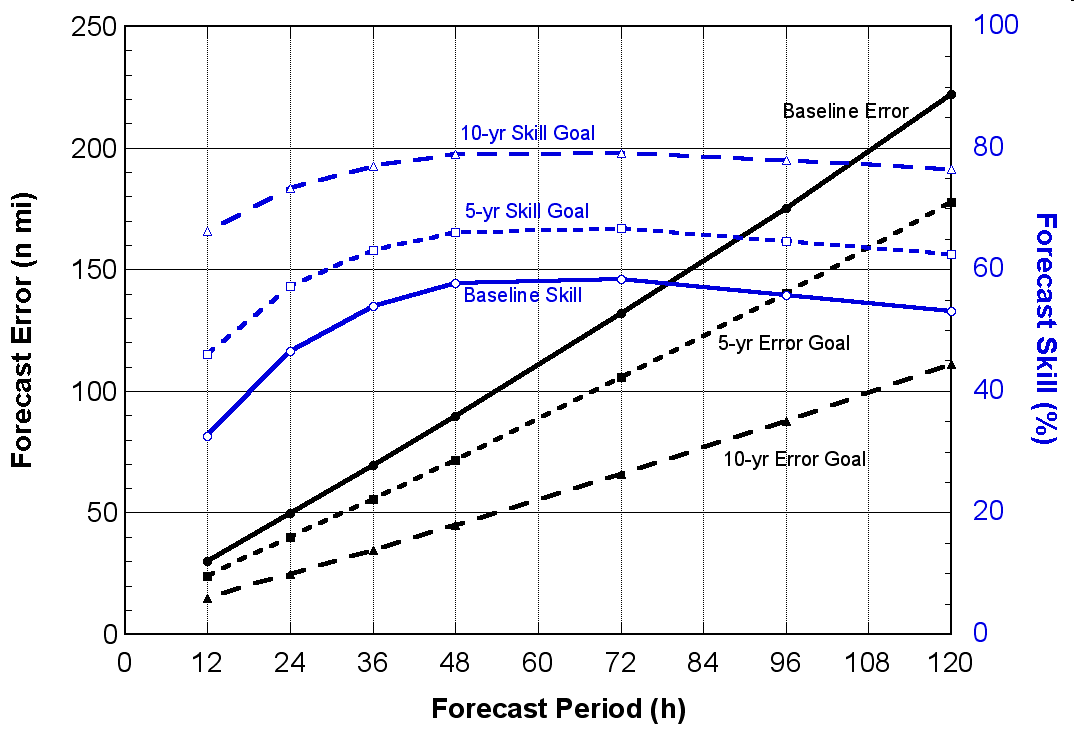 250
100
Baseline Error
10-yr Skill Goal
200
80
5-yr Skill Goal
150
60
Baseline Skill
5-yr Error Goal
100
40
10-yr Error Goal
50
20
0
0
0 12 24 36 48 60 72 84 96 108 120
Forecast Period (h)
Forecast Error (n mi)
Forecast Skill (%)